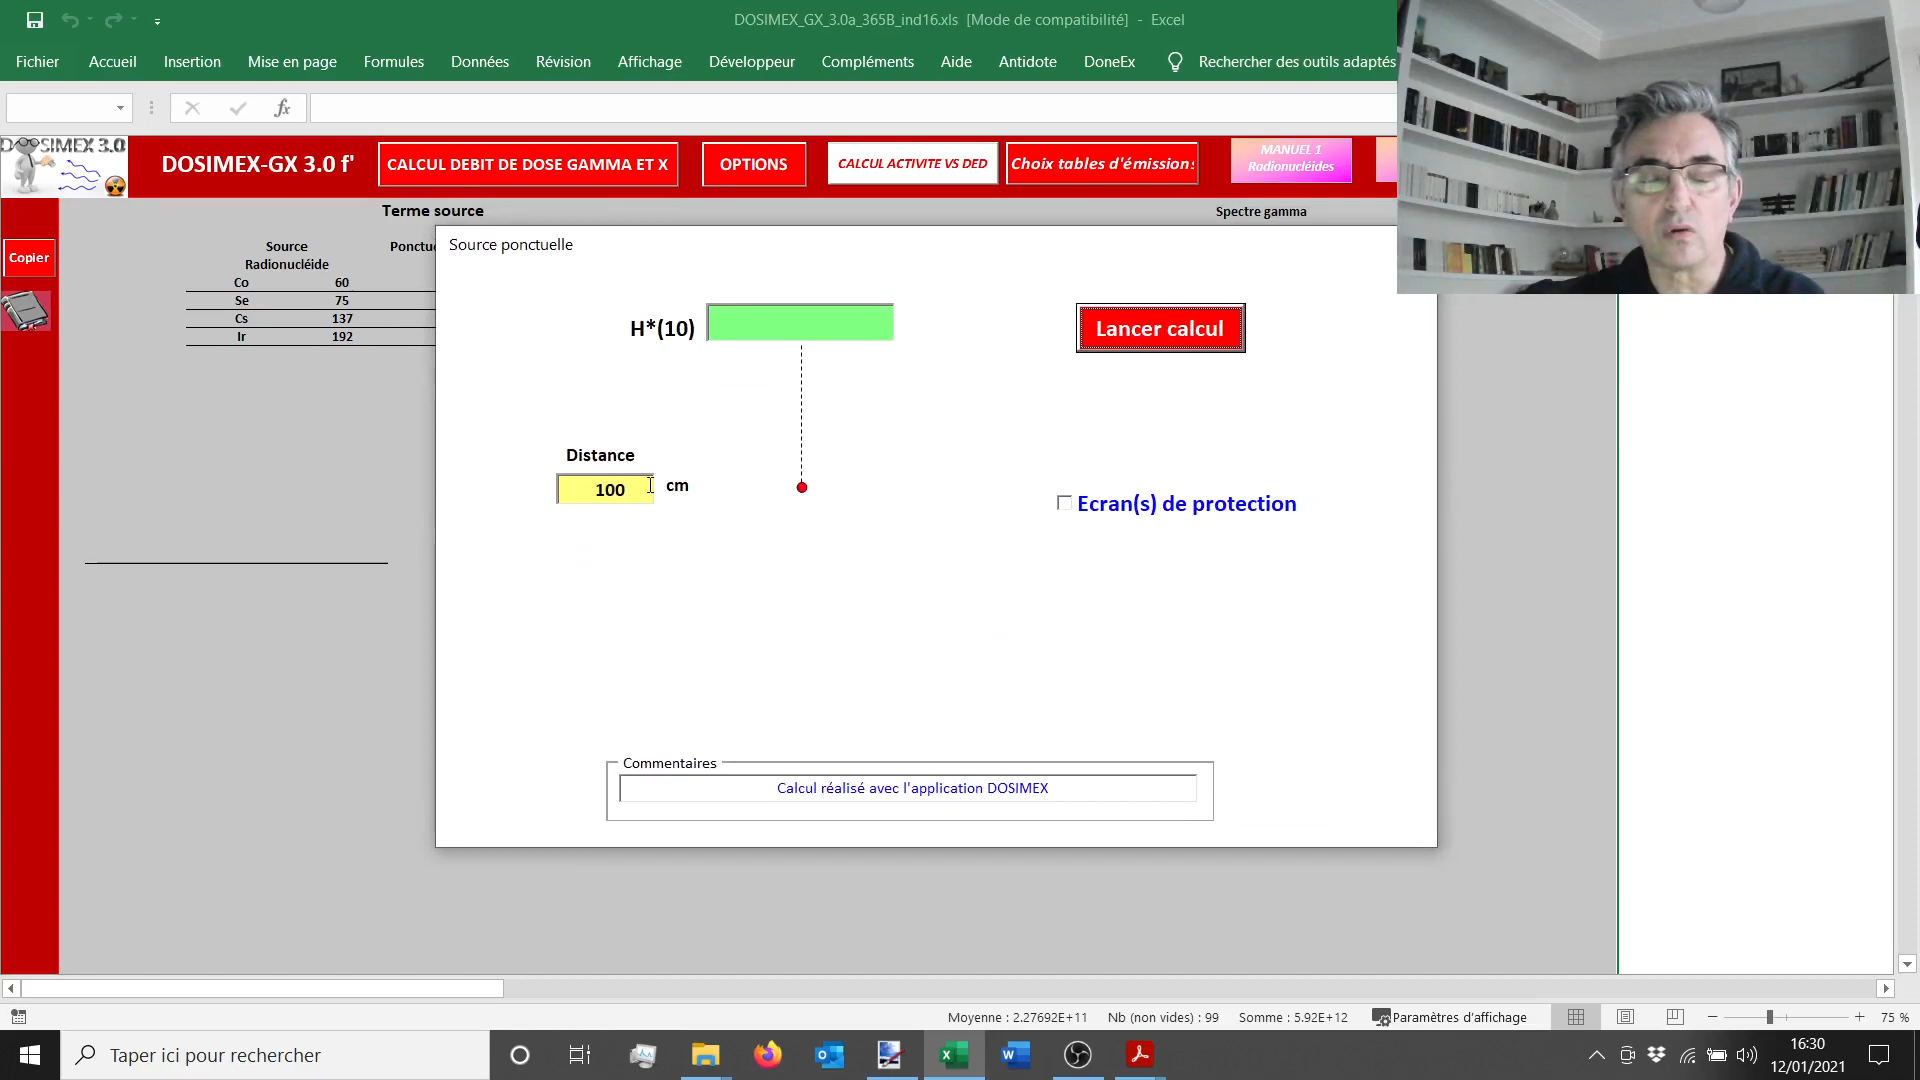 DOSIMEX_GX_3.0a_365B_ind16.xls [Mode de compatibilité] - Excel
Fichier Accueil Insertion Mise en page Formules Données Révision Affichage Développeur Compléments Aide Antidote DoneEx Rechercher des outils adaptés
fx
DOSIMEX 3.0
DOSIMEX-GX 3.0 f'
CALCUL DEBIT DE DOSE GAMMA ET X
OPTIONS
CALCUL ACTIVITE VS DED
Choix tables d'émissions
MANUEL 1
Radionucléides
Terme source
Spectre gamma
Copier
Source
Radionucléide
Co 60
Se 75
Cs 137
Ir 192
Source ponctuelle
H*(10)
Lancer calcul
Distance
100 cm
Ecran(s) de protection
Commentaires
Calcul réalisé avec l'application DOSIMEX
Moyenne : 2.27692E+11 Nb (non vides) : 99 Somme : 5.92E+12 Paramètres d'affichage 75 %
Taper ici pour rechercher
16:30
12/01/2021